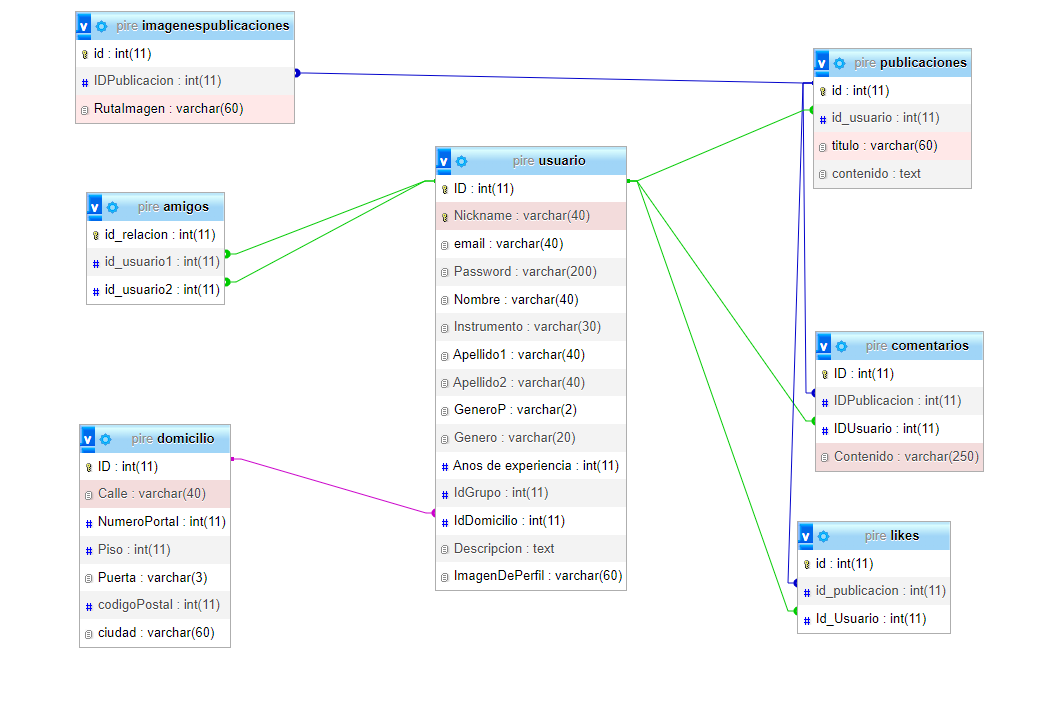 v pire imagenespublicaciones
id : int(11)
# IDPublicacion : int(11)
RutaImagen : varchar(60)
v pire publicaciones
id : int(11)
# id_usuario : int(11)
titulo : varchar(60)
contenido : text
v pire usuario
ID : int(11)
Nickname : varchar(40)
email : varchar(40)
Password : varchar(200)
Nombre : varchar(40)
Instrumento : varchar(30)
Apellido1 : varchar(40)
Apellido2 : varchar(40)
GeneroP : varchar(2)
Genero : varchar(20)
# Anos de experiencia : int(11)
# IdGrupo : int(11)
# IdDomicilio : int(11)
Descripcion : text
ImagenDePerfil : varchar(60)
v pire amigos
id_relacion : int(11)
# id_usuario1 : int(11)
# id_usuario2 : int(11)
v pire comentarios
ID : int(11)
# IDPublicacion : int(11)
# IDUsuario : int(11)
Contenido : varchar(250)
v pire domicilio
ID : int(11)
Calle : varchar(40)
# NumeroPortal : int(11)
# Piso : int(11)
Puerta : varchar(3)
# codigoPostal : int(11)
ciudad : varchar(60)
v pire likes
id : int(11)
# id_publicacion : int(11)
# Id_Usuario : int(11)